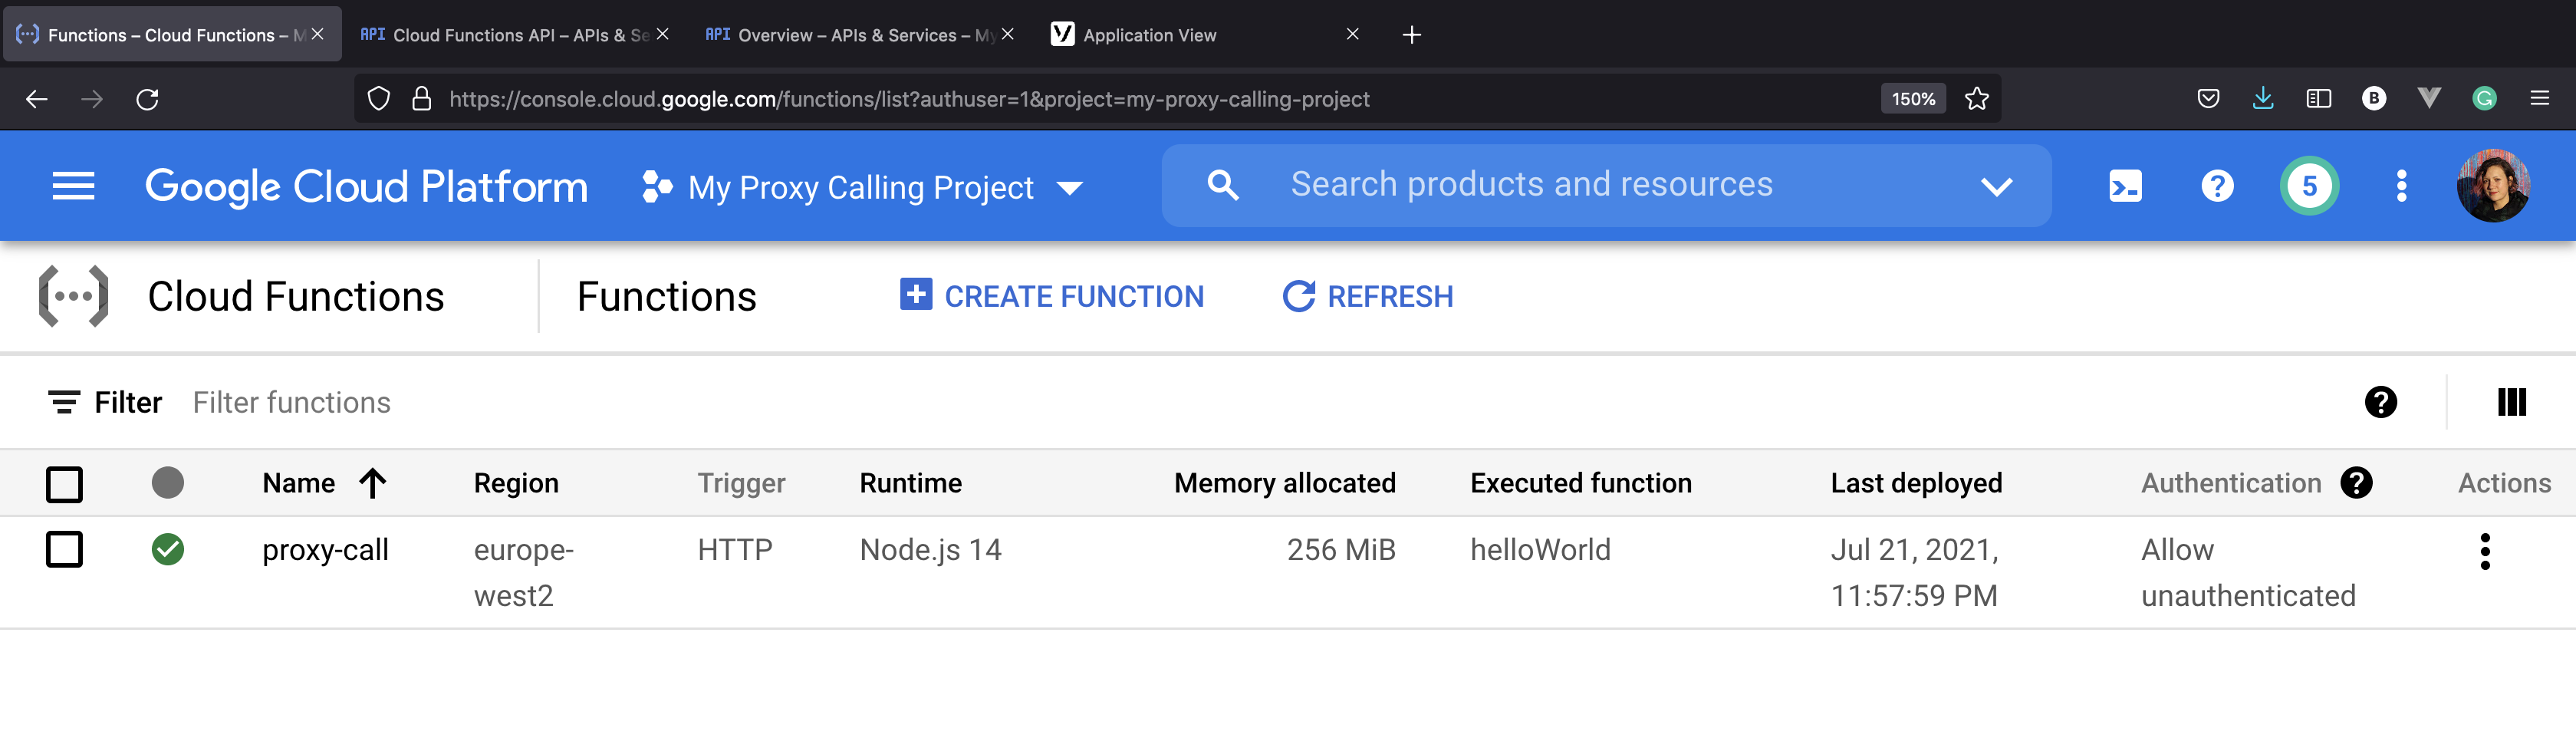 Functions – Cloud Functions – M
API Cloud Functions API – APIs & Se
API Overview – APIs & Services – My
Application View
https://console.cloud.google.com/functions/list?authuser=1&project=my-proxy-calling-project
150%
B
G
Google Cloud Platform
My Proxy Calling Project
Search products and resources
?
5
Cloud Functions
Functions
CREATE FUNCTION
REFRESH
Filter
Filter functions
?
Name Region Trigger Runtime Memory allocated Executed function Last deployed Authentication ? Actions
proxy-call europe- HTTP Node.js 14 256 MiB helloWorld Jul 21, 2021, Allow
west2 11:57:59 PM unauthenticated